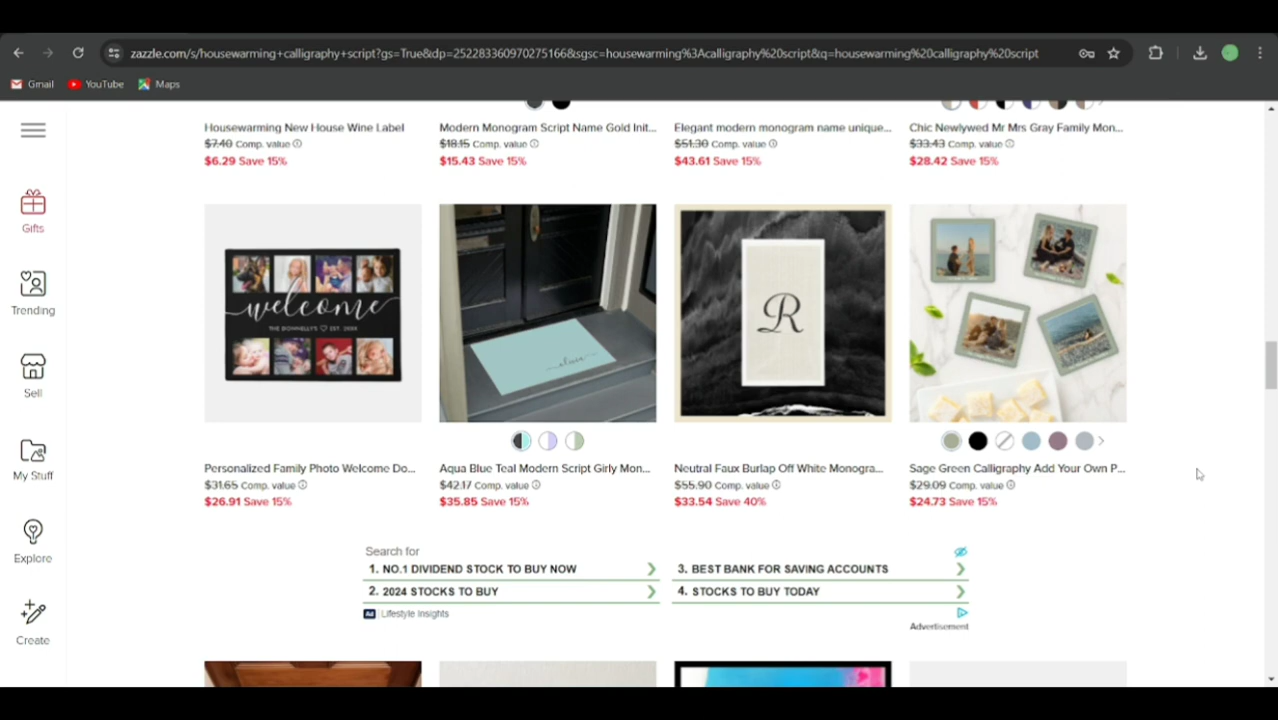 zazzle.com/s/housewarming+calligraphy+script?gs=True&dp=252283360970275166&sgsc=housewarming%3Acalligraphy%20script&q=housewarming%20calligraphy%20script
Gmail YouTube Maps
Housewarming New House Wine Label
$7.40 Comp. value
$6.29 Save 15%
Modern Monogram Script Name Gold Init...
$18.15 Comp. value
$15.43 Save 15%
Elegant modern monogram name unique...
$51.30 Comp. value
$43.61 Save 15%
Chic Newlywed Mr Mrs Gray Family Mon...
$33.43 Comp. value
$28.42 Save 15%
Gifts
Trending
Sell
My Stuff
Explore
Create
welcome
THE DONNELLY'S EST. 20XX
R
Personalized Family Photo Welcome Do...
$31.65 Comp. value
$26.91 Save 15%
Aqua Blue Teal Modern Script Girly Mon...
$42.17 Comp. value
$35.85 Save 15%
Neutral Faux Burlap Off White Monogra...
$55.90 Comp. value
$33.54 Save 40%
Sage Green Calligraphy Add Your Own P...
$29.09 Comp. value
$24.73 Save 15%
Search for
1. NO.1 DIVIDEND STOCK TO BUY NOW
2. 2024 STOCKS TO BUY
3. BEST BANK FOR SAVING ACCOUNTS
4. STOCKS TO BUY TODAY
Ad Lifestyle Insights
Advertisement